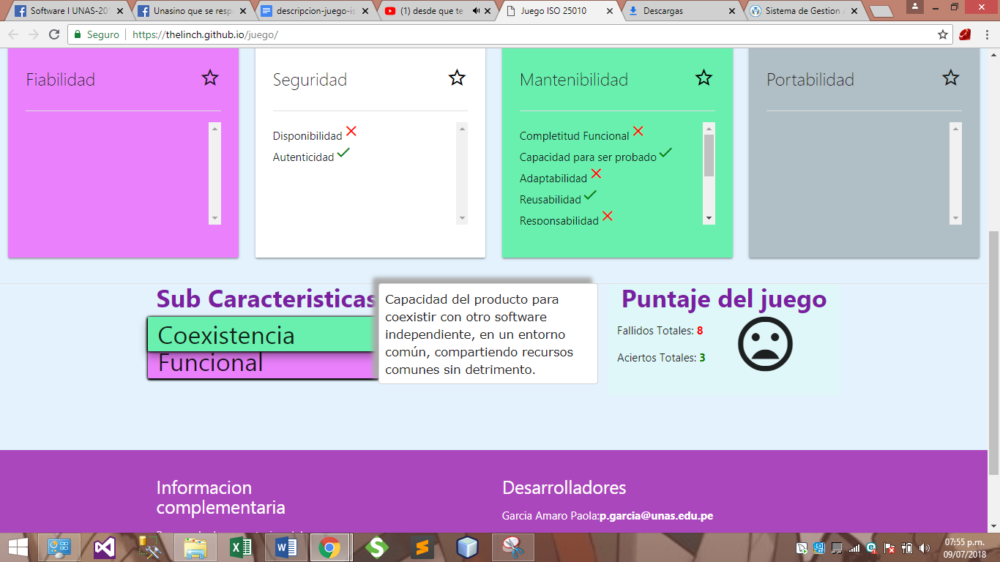 Software I UNAS-201
Unasino que se resp
descripcion-juego-is
(1) desde que te
Juego ISO 25010
Descargas
Sistema de Gestion
Seguro https://thelinch.github.io/juego/
Fiabilidad
Seguridad
Disponibilidad
Autenticidad
Mantenibilidad
Completitud Funcional
Capacidad para ser probado
Adaptabilidad
Reusabilidad
Responsabilidad
Portabilidad
Sub Caracteristicas
Coexistencia
Funcional
Capacidad del producto para
coexistir con otro software
independiente, en un entorno
común, compartiendo recursos
comunes sin detrimento.
Puntaje del juego
Fallidos Totales: 8
Aciertos Totales: 3
Informacion
complementaria
Desarrolladores
Garcia Amaro Paola:p.garcia@unas.edu.pe
07:55 p.m.
09/07/2018